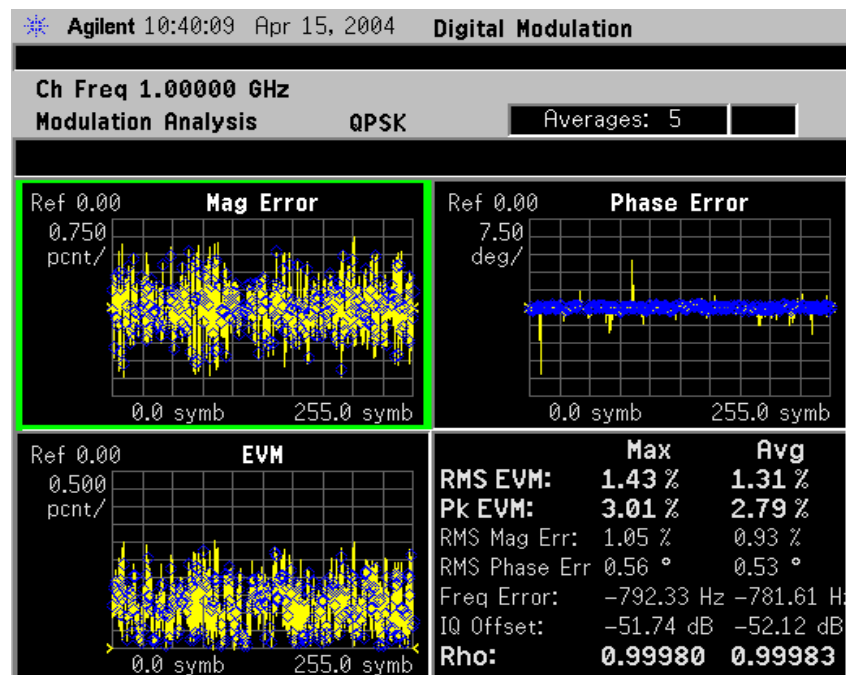 Agilent 10:40:09 Apr 15, 2004 Digital Modulation
Ch Freq 1.00000 GHz
Modulation Analysis QPSK Averages: 5
Ref 0.00 Mag Error
0.750
pcnt/
0.0 symb 255.0 symb
Ref 0.00 Phase Error
7.50
deg/
0.0 symb 255.0 symb
Ref 0.00 EVM
0.500
pcnt/
0.0 symb 255.0 symb
Max Avg
RMS EVM: 1.43 % 1.31 %
Pk EVM: 3.01 % 2.79 %
RMS Mag Err: 1.05 % 0.93 %
RMS Phase Err 0.56 ° 0.53 °
Freq Error: -792.33 Hz -781.61 Hz
IQ Offset: -51.74 dB -52.12 dB
Rho: 0.99980 0.99983